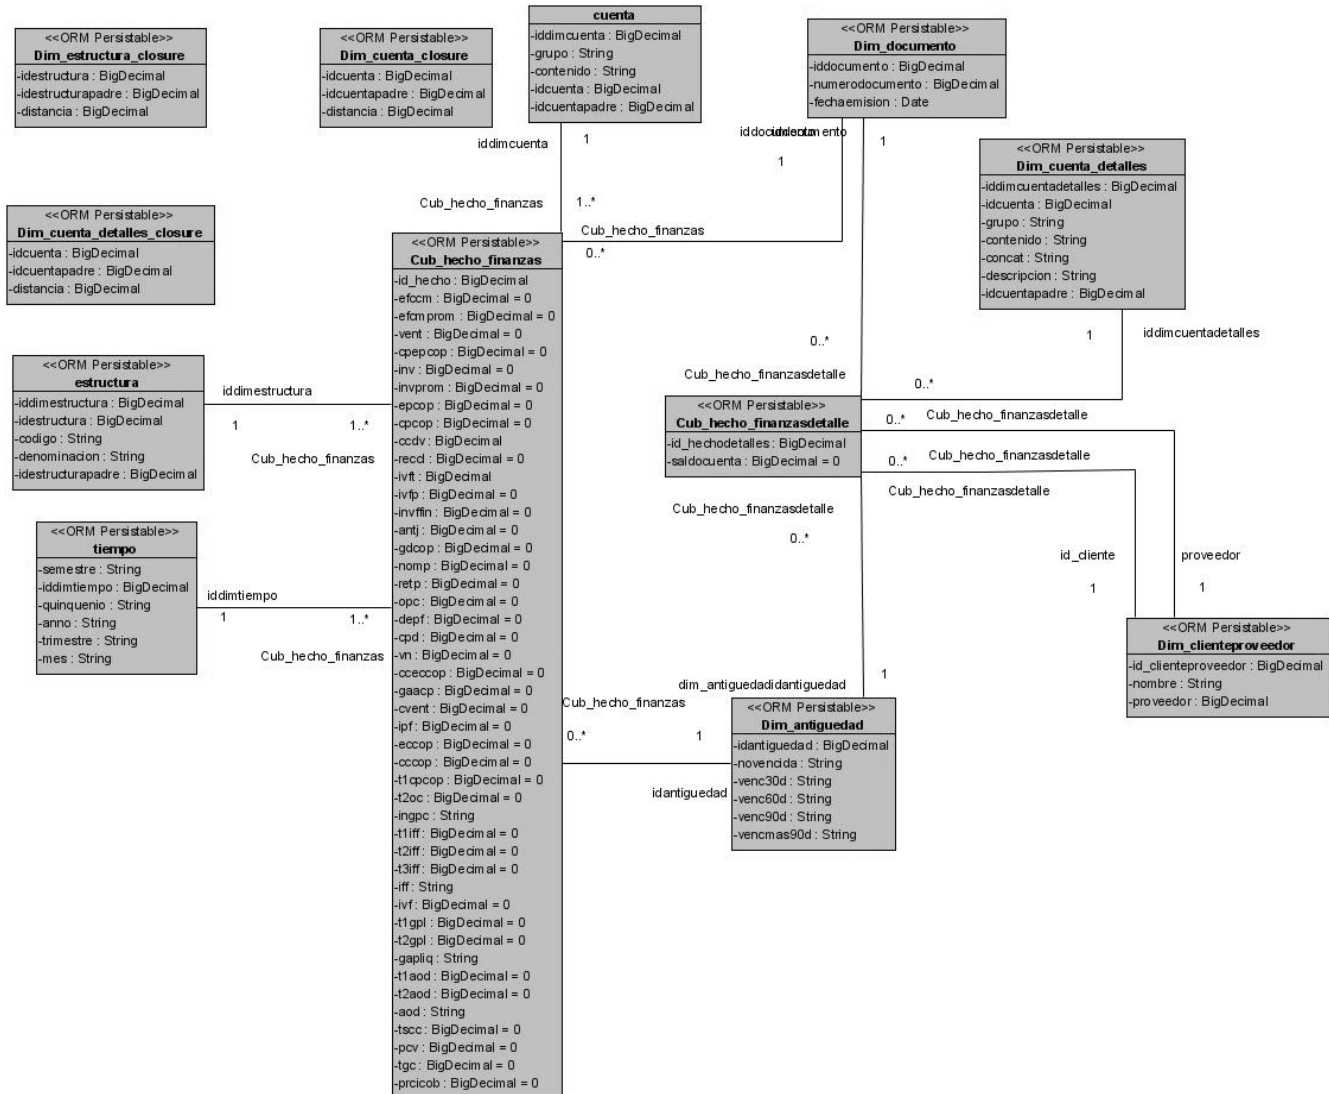 <<ORM Persistable>>
Dim_estructura_closure
-idestructura : BigDecimal
-idestructurapadre : BigDecimal
-distancia : BigDecimal
<<ORM Persistable>>
Dim_cuenta_closure
-idcuenta : BigDecimal
-idcuentapadre : BigDecimal
-distancia : BigDecimal
cuenta
-iddimcuenta : BigDecimal
-grupo : String
-contenido : String
-idcuenta : BigDecimal
-idcuentapadre : BigDecimal
<<ORM Persistable>>
Dim_documento
-iddocumento : BigDecimal
-numerodocumento : BigDecimal
-fechaemision : Date
iddimcuenta
1
Cub_hecho_finanzas
1..*
iddocumento
iddocumento
1
1
Cub_hecho_finanzas
0..*
<<ORM Persistable>>
Dim_cuenta_detalles
-iddimcuentadetalles : BigDecimal
-idcuenta : BigDecimal
-grupo : String
-contenido : String
-concat : String
-descripcion : String
-idcuentapadre : BigDecimal
<<ORM Persistable>>
Dim_cuenta_detalles_closure
-idcuenta : BigDecimal
-idcuentapadre : BigDecimal
-distancia : BigDecimal
<<ORM Persistable>>
Cub_hecho_finanzas
-id_hecho : BigDecimal
-efccm : BigDecimal = 0
-efcmprom : BigDecimal = 0
-vent : BigDecimal = 0
-cpepcop : BigDecimal = 0
-inv : BigDecimal = 0
-invprom : BigDecimal = 0
-epcop : BigDecimal = 0
-cpcop : BigDecimal = 0
-ccdv : BigDecimal
-recd : BigDecimal = 0
-ivft : BigDecimal
-ivfp : BigDecimal = 0
-invffin : BigDecimal = 0
-antj : BigDecimal = 0
-gdcop : BigDecimal = 0
-nomp : BigDecimal = 0
-retp : BigDecimal = 0
-opc : BigDecimal = 0
-depf : BigDecimal = 0
-cpd : BigDecimal = 0
-vn : BigDecimal = 0
-cceccop : BigDecimal = 0
-gaacp : BigDecimal = 0
-cvent : BigDecimal = 0
-ipf : BigDecimal = 0
-eccop : BigDecimal = 0
-cccop : BigDecimal = 0
-t1cpcop : BigDecimal = 0
-t2oc : BigDecimal = 0
-ingpc : String
-t1iff : BigDecimal = 0
-t2iff : BigDecimal = 0
-t3iff : BigDecimal = 0
-iff : String
-ivf : BigDecimal = 0
-t1gpl : BigDecimal = 0
-t2gpl : BigDecimal = 0
-gapliq : String
-t1aod : BigDecimal = 0
-t2aod : BigDecimal = 0
-aod : String
-tscc : BigDecimal = 0
-pcv : BigDecimal = 0
-tgc : BigDecimal = 0
-prcicob : BigDecimal = 0
<<ORM Persistable>>
estructura
-iddimestructura : BigDecimal
-idestructura : BigDecimal
-codigo : String
-denominacion : String
-idestructurapadre : BigDecimal
iddimestructura
1
1..*
Cub_hecho_finanzas
<<ORM Persistable>>
tiempo
-semestre : String
-iddimtiempo : BigDecimal
-quinquenio : String
-anno : String
-trimestre : String
-mes : String
iddimtiempo
1
1..*
Cub_hecho_finanzas
0..*
Cub_hecho_finanzasdetalle
<<ORM Persistable>>
Cub_hecho_finanzasdetalle
-id_hechodetalles : BigDecimal
-saldocuenta : BigDecimal = 0
1
iddimcuentadetalles
0..*
0..*
Cub_hecho_finanzasdetalle
0..*
Cub_hecho_finanzasdetalle
Cub_hecho_finanzasdetalle
Cub_hecho_finanzasdetalle
0..*
id_cliente
1
proveedor
1
<<ORM Persistable>>
Dim_clienteproveedor
-id_clienteproveedor : BigDecimal
-nombre : String
-proveedor : BigDecimal
dim_antiguedadidantiguedad
1
Cub_hecho_finanzas
0..*
1
idantiguedad
<<ORM Persistable>>
Dim_antiguedad
-idantiguedad : BigDecimal
-novencida : String
-venc30d : String
-venc60d : String
-venc90d : String
-vencmas90d : String